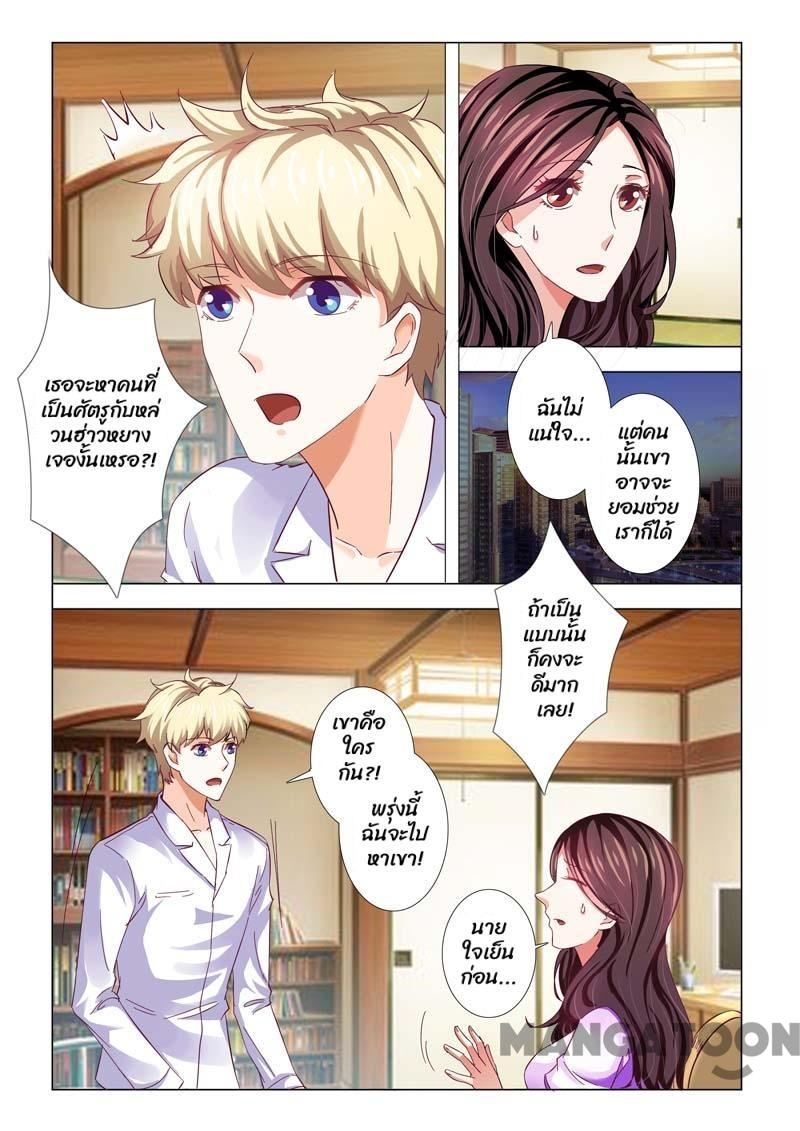 เธอจะหาคนที่
เป็นศัตรูกับหล่
วนฮ่าวหยาง
เจองั้นเหรอ?!
ฉันไม่
แน่ใจ...
แต่คน
นั้นเขา
อาจจะ
ยอมช่วย
เราก็ได้
ถ้าเป็น
แบบนั้น
ก็คงจะ
ดีมาก
เลย!
เขาคือ
ใคร
กัน?!
พรุ่งนี้
ฉันจะไป
หาเขา!
นาย
ใจเย็น
ก่อน...
MANGATOON